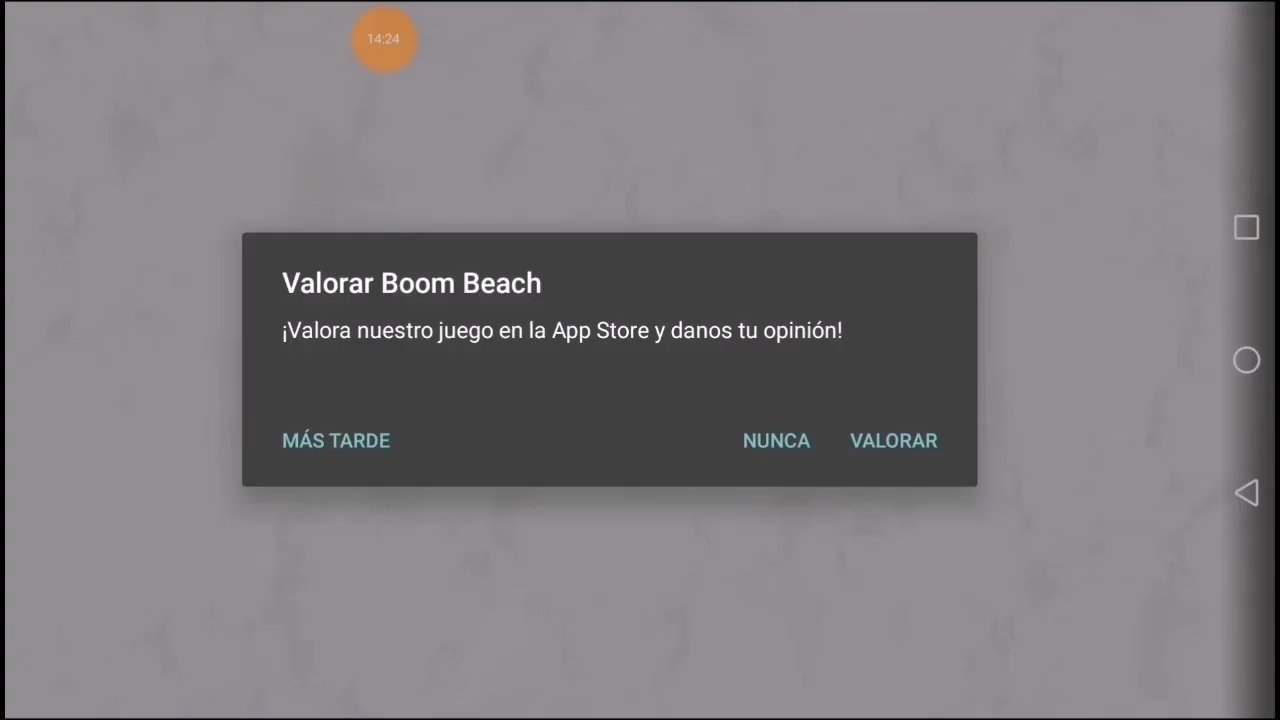 14:24
Valorar Boom Beach
¡Valora nuestro juego en la App Store y danos tu opinión!
MÁS TARDE
NUNCA
VALORAR